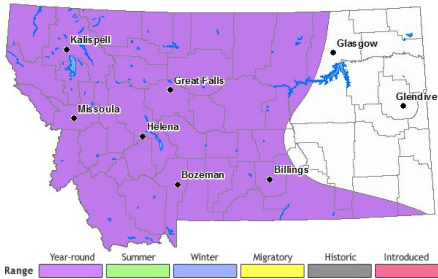 Kalispell
Glasgow
Great Falls
Glendive
Missoula
Helena
Billings
Bozeman
Year-round Summer Winter Migratory Historic Introduced
Range